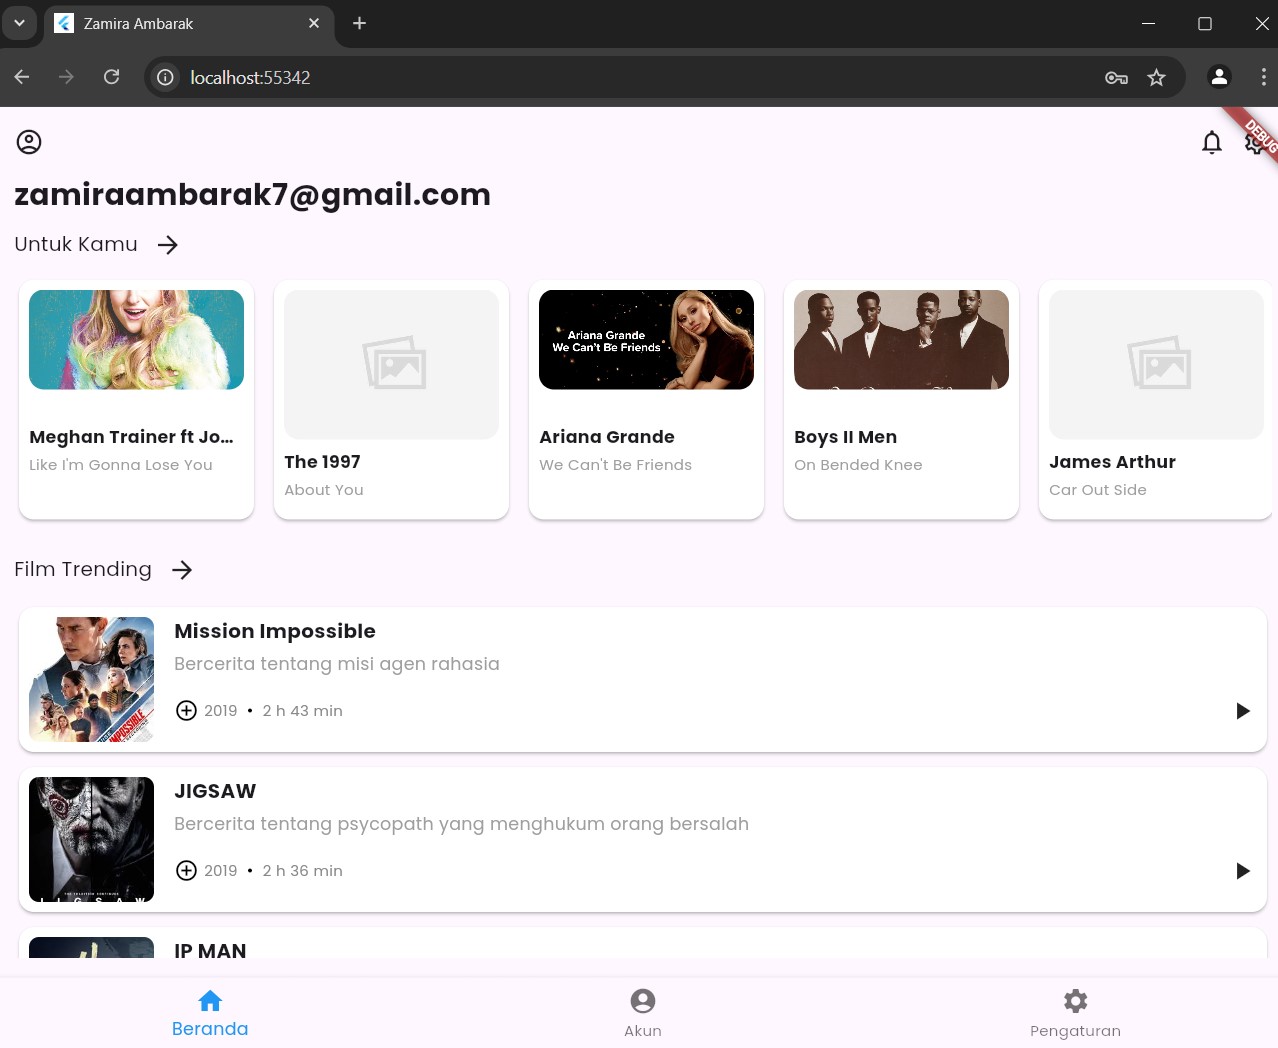 Zamira Ambarak
localhost:55342
DEBUG
zamiraambarak7@gmail.com
Untuk Kamu
Ariana Grande
We Can't Be Friends
Meghan Trainer ft Jo...
Like I'm Gonna Lose You
The 1997
About You
Ariana Grande
We Can't Be Friends
Boys II Men
On Bended Knee
James Arthur
Car Out Side
Film Trending
IMPOSSIBLE
Mission Impossible
Bercerita tentang misi agen rahasia
2019 • 2 h 43 min
JIGSAW
JIGSAW
Bercerita tentang psycopath yang menghukum orang bersalah
2019 • 2 h 36 min
IP MAN
Beranda
Akun
Pengaturan